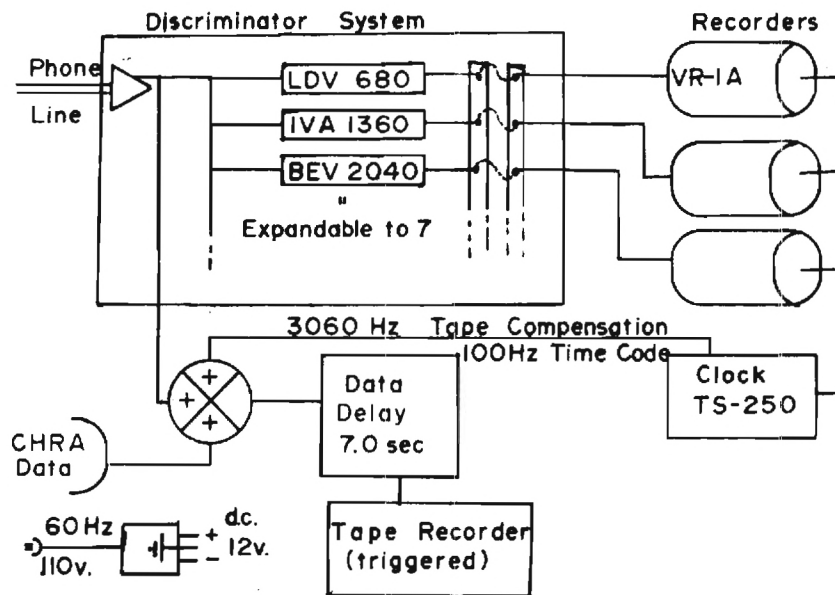 Discriminator System
Recorders
Phone
Line
LDV 680
IVA 1360
BEV 2040
"
Expandable to 7
VR-1A
3060 Hz Tape Compensation
100Hz Time Code
Clock
TS-250
Data
Delay
7.0 sec
+
+
+
+
CHRA
Data
Tape Recorder
(triggered)
60 Hz
110v.
+
-
d.c.
12v.